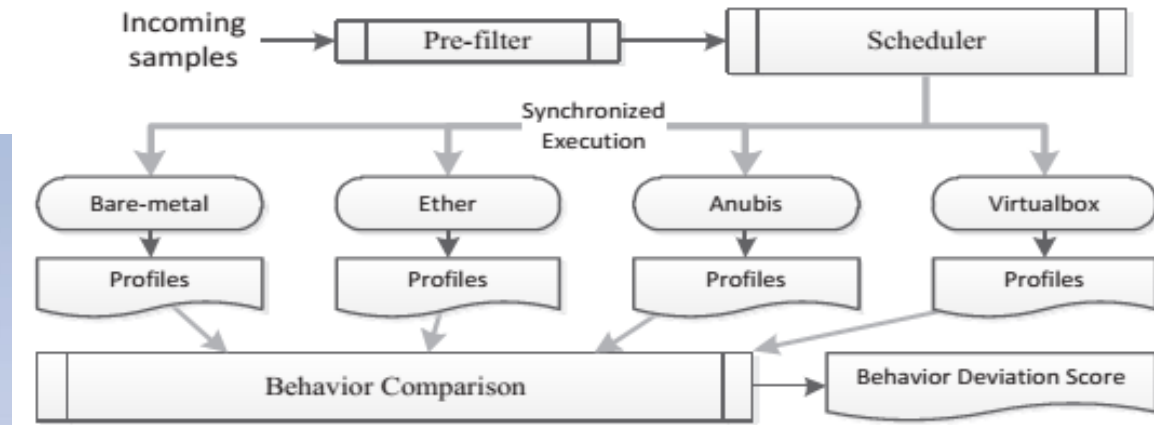 Incoming
samples
Pre-filter
Scheduler
Synchronized
Execution
Bare-metal
Ether
Anubis
Virtualbox
Profiles
Profiles
Profiles
Profiles
Behavior Comparison
Behavior Deviation Score